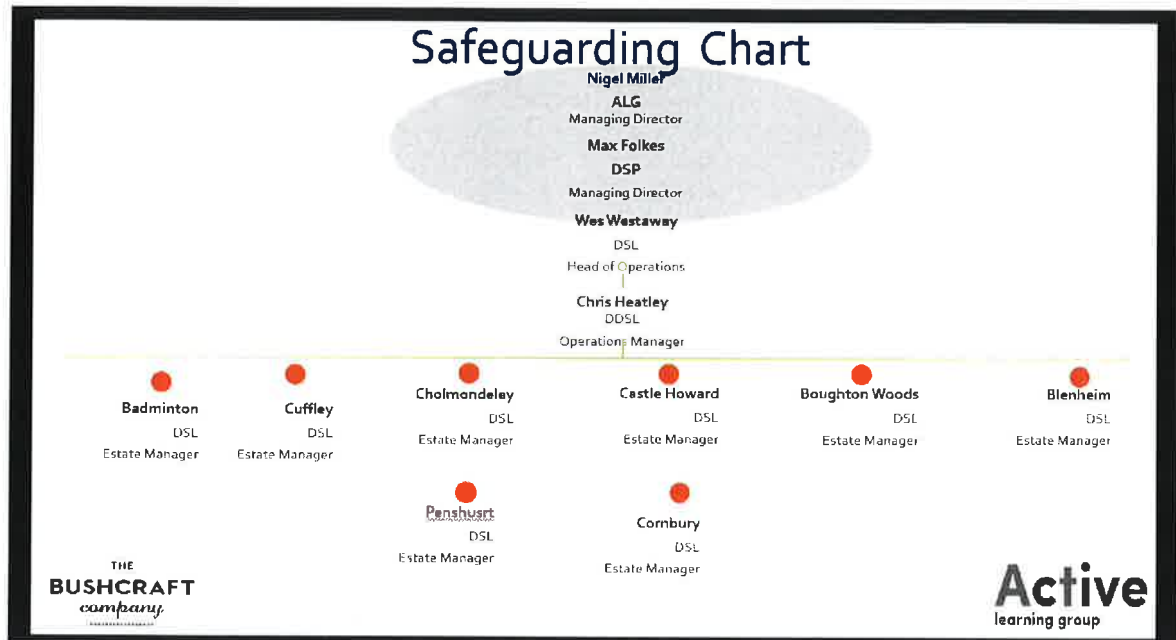 Safeguarding Chart
Nigel Miller
ALG
Managing Director
Max Folkes
DSP
Managing Director
Wes Westaway
DSL
Head of Operations
Chris Heatley
DDSL
Operations Manager
Badminton
DSL
Estate Manager
Cuffley
DSL
Estate Manager
Cholmondeley
DSL
Estate Manager
Castle Howard
DSL
Estate Manager
Boughton Woods
DSL
Estate Manager
Blenheim
DSL
Estate Manager
Penshusrt
DSL
Estate Manager
Cornbury
DSL
Estate Manager
THE
BUSHCRAFT
company
Active
learning group